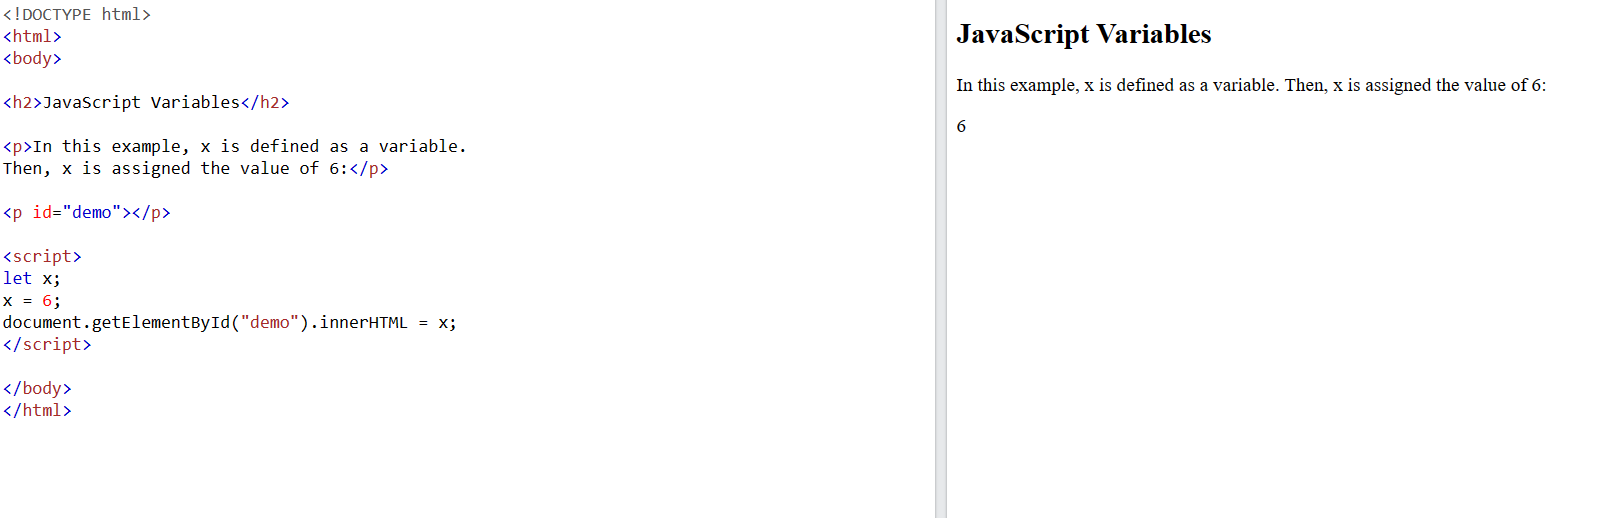 <!DOCTYPE html>
<html>
<body>
<h2>JavaScript Variables</h2>
<p>In this example, x is defined as a variable.
Then, x is assigned the value of 6:</p>
<p id="demo"></p>
<script>
let x;
x = 6;
document.getElementById("demo").innerHTML = x;
</script>
</body>
</html>
JavaScript Variables
In this example, x is defined as a variable. Then, x is assigned the value of 6:
6